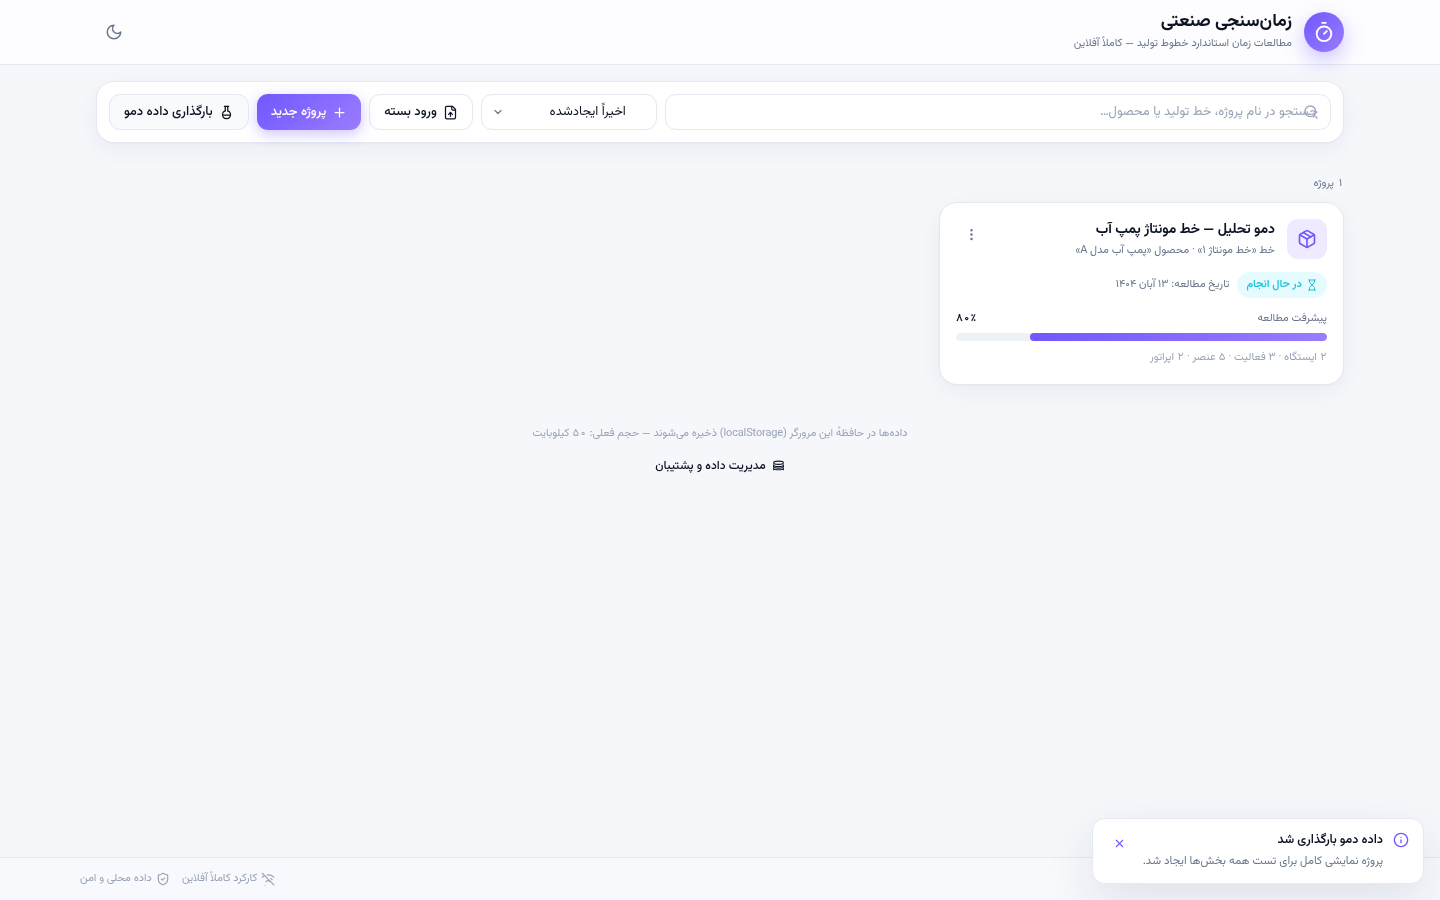 زمان‌سنجی صنعتی
مطالعات زمان استاندارد خطوط تولید — کاملاً آفلاین
جستجو در نام پروژه، خط تولید یا محصول…
اخیراً ایجادشده
ورود بسته
پروژه جدید
بارگذاری داده دمو
۱ پروژه
دمو تحلیل — خط مونتاژ پمپ آب
خط «خط مونتاژ ۱» · محصول «پمپ آب مدل A»
در حال انجام
تاریخ مطالعه: ۱۳ آبان ۱۴۰۴
پیشرفت مطالعه
۸۰٪
۲ ایستگاه · ۳ فعالیت · ۵ عنصر · ۲ اپراتور
داده‌ها در حافظهٔ این مرورگر (localStorage) ذخیره می‌شوند — حجم فعلی: ۵۰ کیلوبایت
مدیریت داده و پشتیبان
داده دمو بارگذاری شد
پروژه نمایشی کامل برای تست همه بخش‌ها ایجاد شد.
کارکرد کاملاً آفلاین
داده محلی و امن